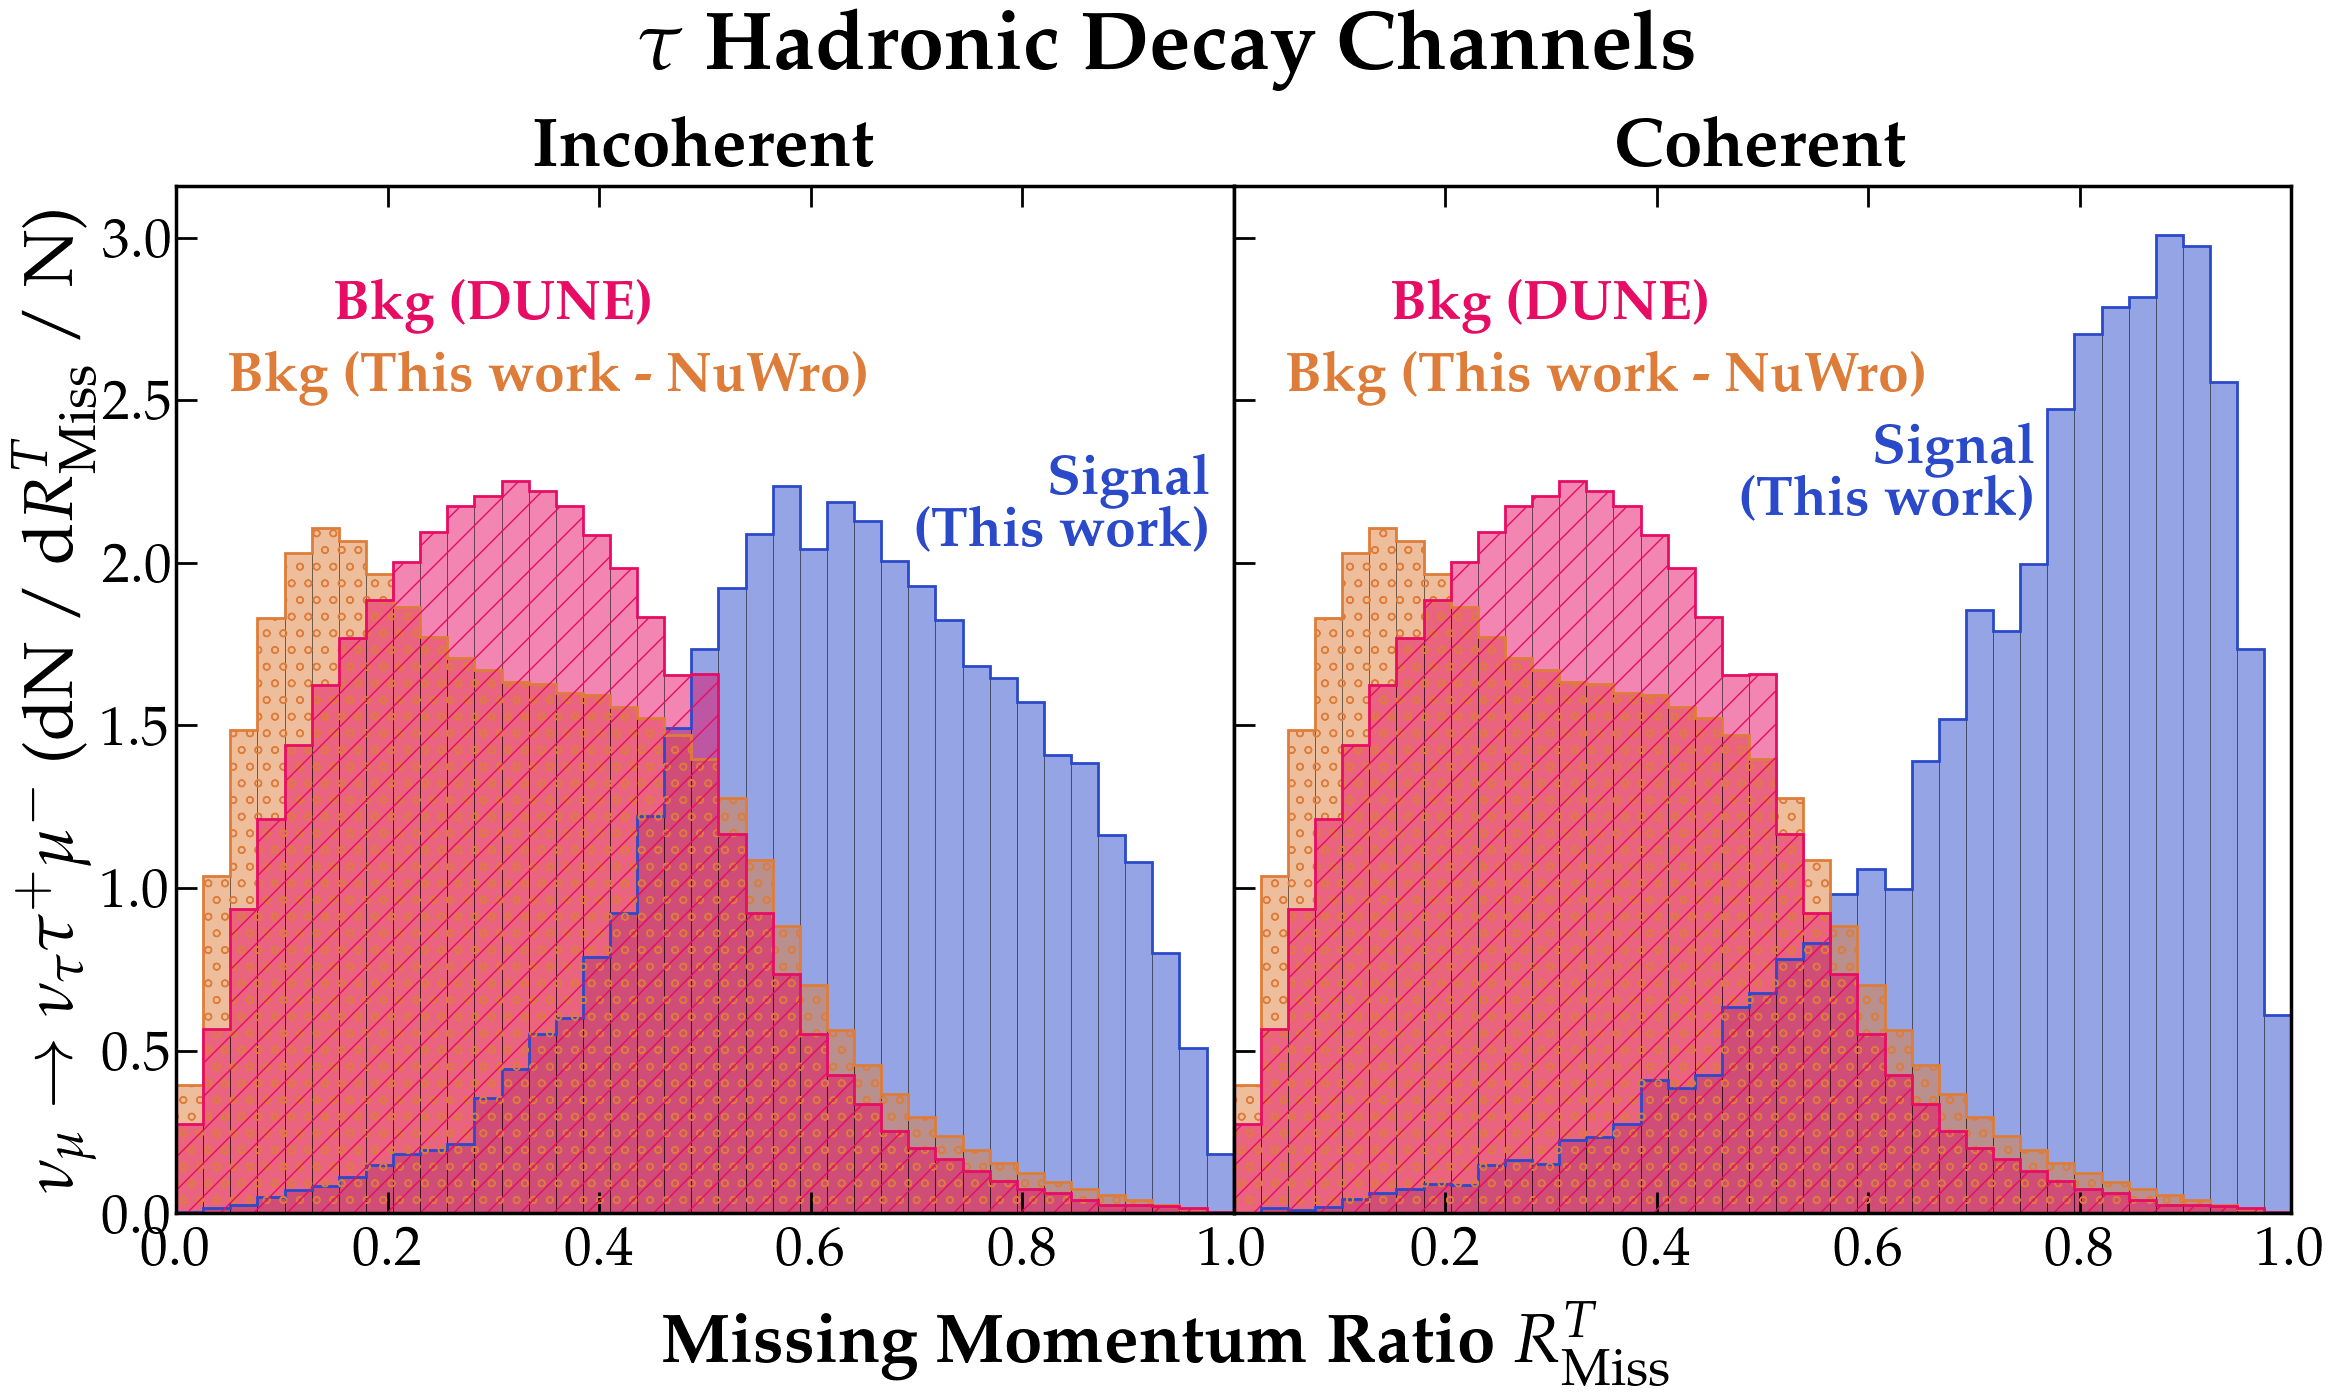 τ Hadronic Decay Channels
Incoherent
Coherent
ν_μ → ν_τ τ⁺ μ⁻ (dN / dR^T_Miss / N)
3.0
2.5
2.0
1.5
1.0
0.5
0.0
Bkg (DUNE)
Bkg (This work - NuWro)
Signal
(This work)
Bkg (DUNE)
Bkg (This work - NuWro)
Signal
(This work)
0.0 0.2 0.4 0.6 0.8 1.0 0.2 0.4 0.6 0.8 1.0
Missing Momentum Ratio R^T_Miss